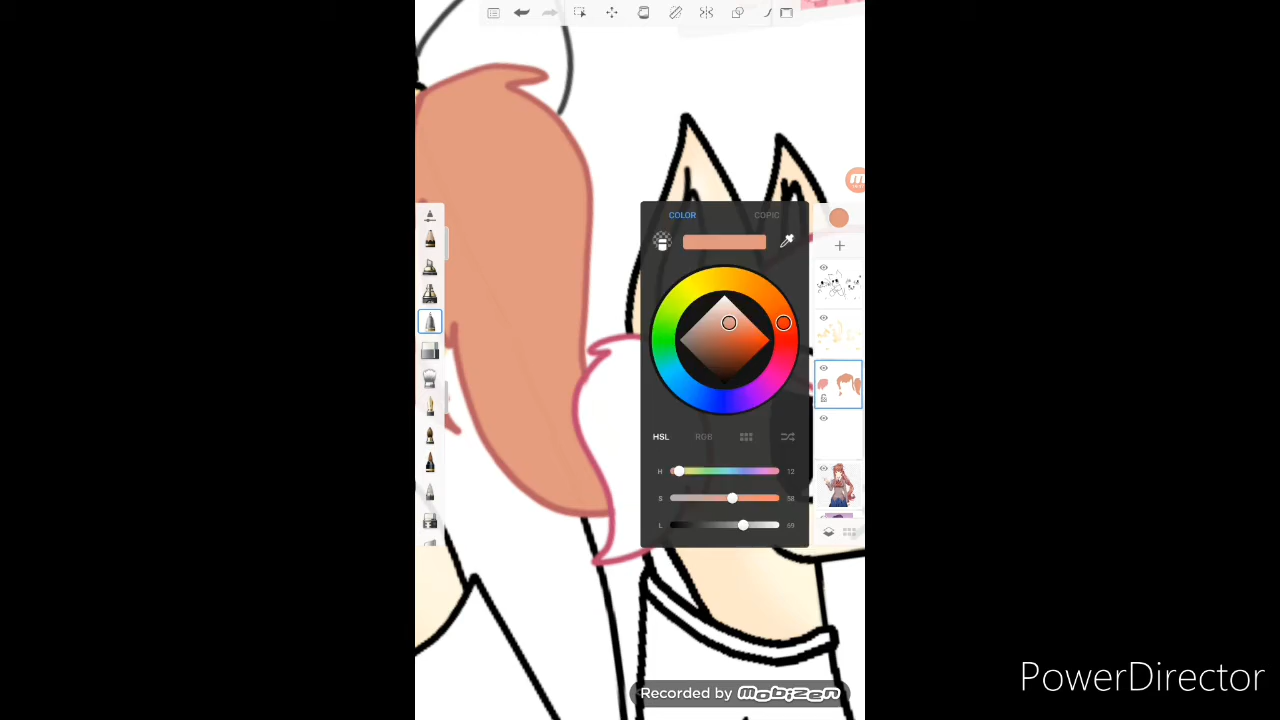 COLOR COPIC
HSL RGB
H 12
S 58
L 69
PowerDirector
Recorded by mobizen